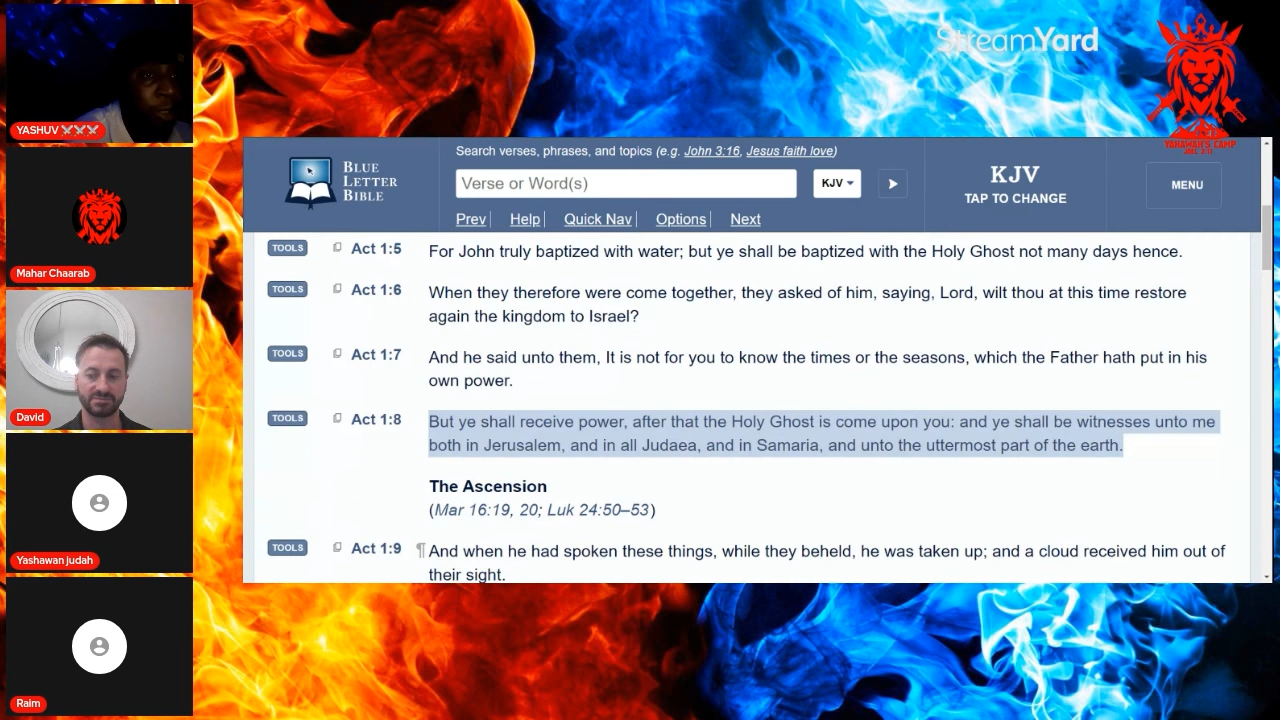 YASHUV ⚔⚔⚔
Mahar Chaarab
David
Yashawan judah
Raim
StreamYard
YAHAWAH'S CAMP
BLUE
LETTER
BIBLE
Search verses, phrases, and topics (e.g. John 3:16, Jesus faith love)
Verse or Word(s)
KJV
Prev Help Quick Nav Options Next
KJV
TAP TO CHANGE
MENU
TOOLS Act 1:5 For John truly baptized with water; but ye shall be baptized with the Holy Ghost not many days hence.
TOOLS Act 1:6 When they therefore were come together, they asked of him, saying, Lord, wilt thou at this time restore
again the kingdom to Israel?
TOOLS Act 1:7 And he said unto them, It is not for you to know the times or the seasons, which the Father hath put in his
own power.
TOOLS Act 1:8 But ye shall receive power, after that the Holy Ghost is come upon you: and ye shall be witnesses unto me
both in Jerusalem, and in all Judaea, and in Samaria, and unto the uttermost part of the earth.
The Ascension
(Mar 16:19, 20; Luk 24:50–53)
TOOLS Act 1:9 ¶ And when he had spoken these things, while they beheld, he was taken up; and a cloud received him out of
their sight.